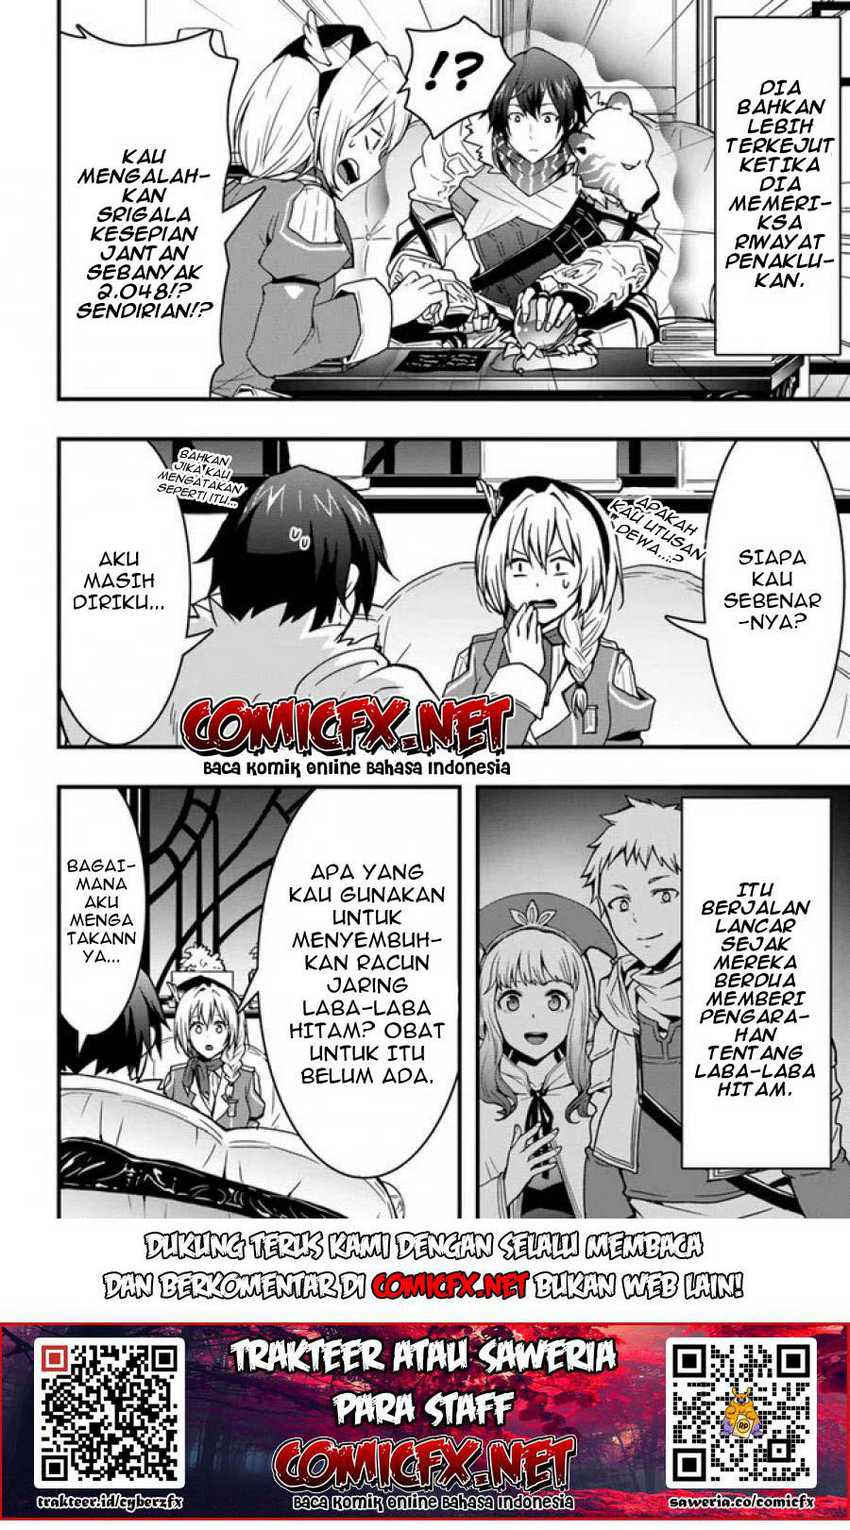 DIA
BAHKAN
LEBIH
TERKEJUT
KETIKA
DIA
MEMERI-
KSA
RIWAYAT
PENAKLU-
KAN.
!?
KAU
MENGALAH-
KAN
SRIGALA
KESEPIAN
JANTAN
SEBANYAK
2.048!?
SENDIRIAN!?
SIAPA
KAU
SEBENAR
-NYA?
APAKAH
KAU UTUSAN
DEWA....?
BAHKAN
JIKA KAU
MENGATAKAN
SEPERTI ITU...
AKU
MASIH
DIRIKU...
COMICFX.NET
Baca Komik Online Bahasa Indonesia
ITU
BERJALAN
LANCAR
SEJAK
MEREKA
BERDUA
MEMBERI
PENGARA-
HAN
TENTANG
LABA-LABA
HITAM.
APA YANG
KAU GUNAKAN
UNTUK
MENYEMBUH-
KAN RACUN
JARING
LABA-LABA
HITAM? OBAT
UNTUK ITU
BELUM ADA.
BAGAI-
MANA
AKU
MENGA
TAKANN
YA...
DUKUNG TERUS KAMI DENGAN SELALU MEMBACA
DAN BERKOMENTAR DI COMICFX.NET BUKAN WEB LAIN!
TRAKTEER ATAU SAWERIA
PARA STAFF
COMICFX.NET
Baca Komik Online Bahasa Indonesia
trakteer.id/cyberzfx
RP
saweria.co/comicfx